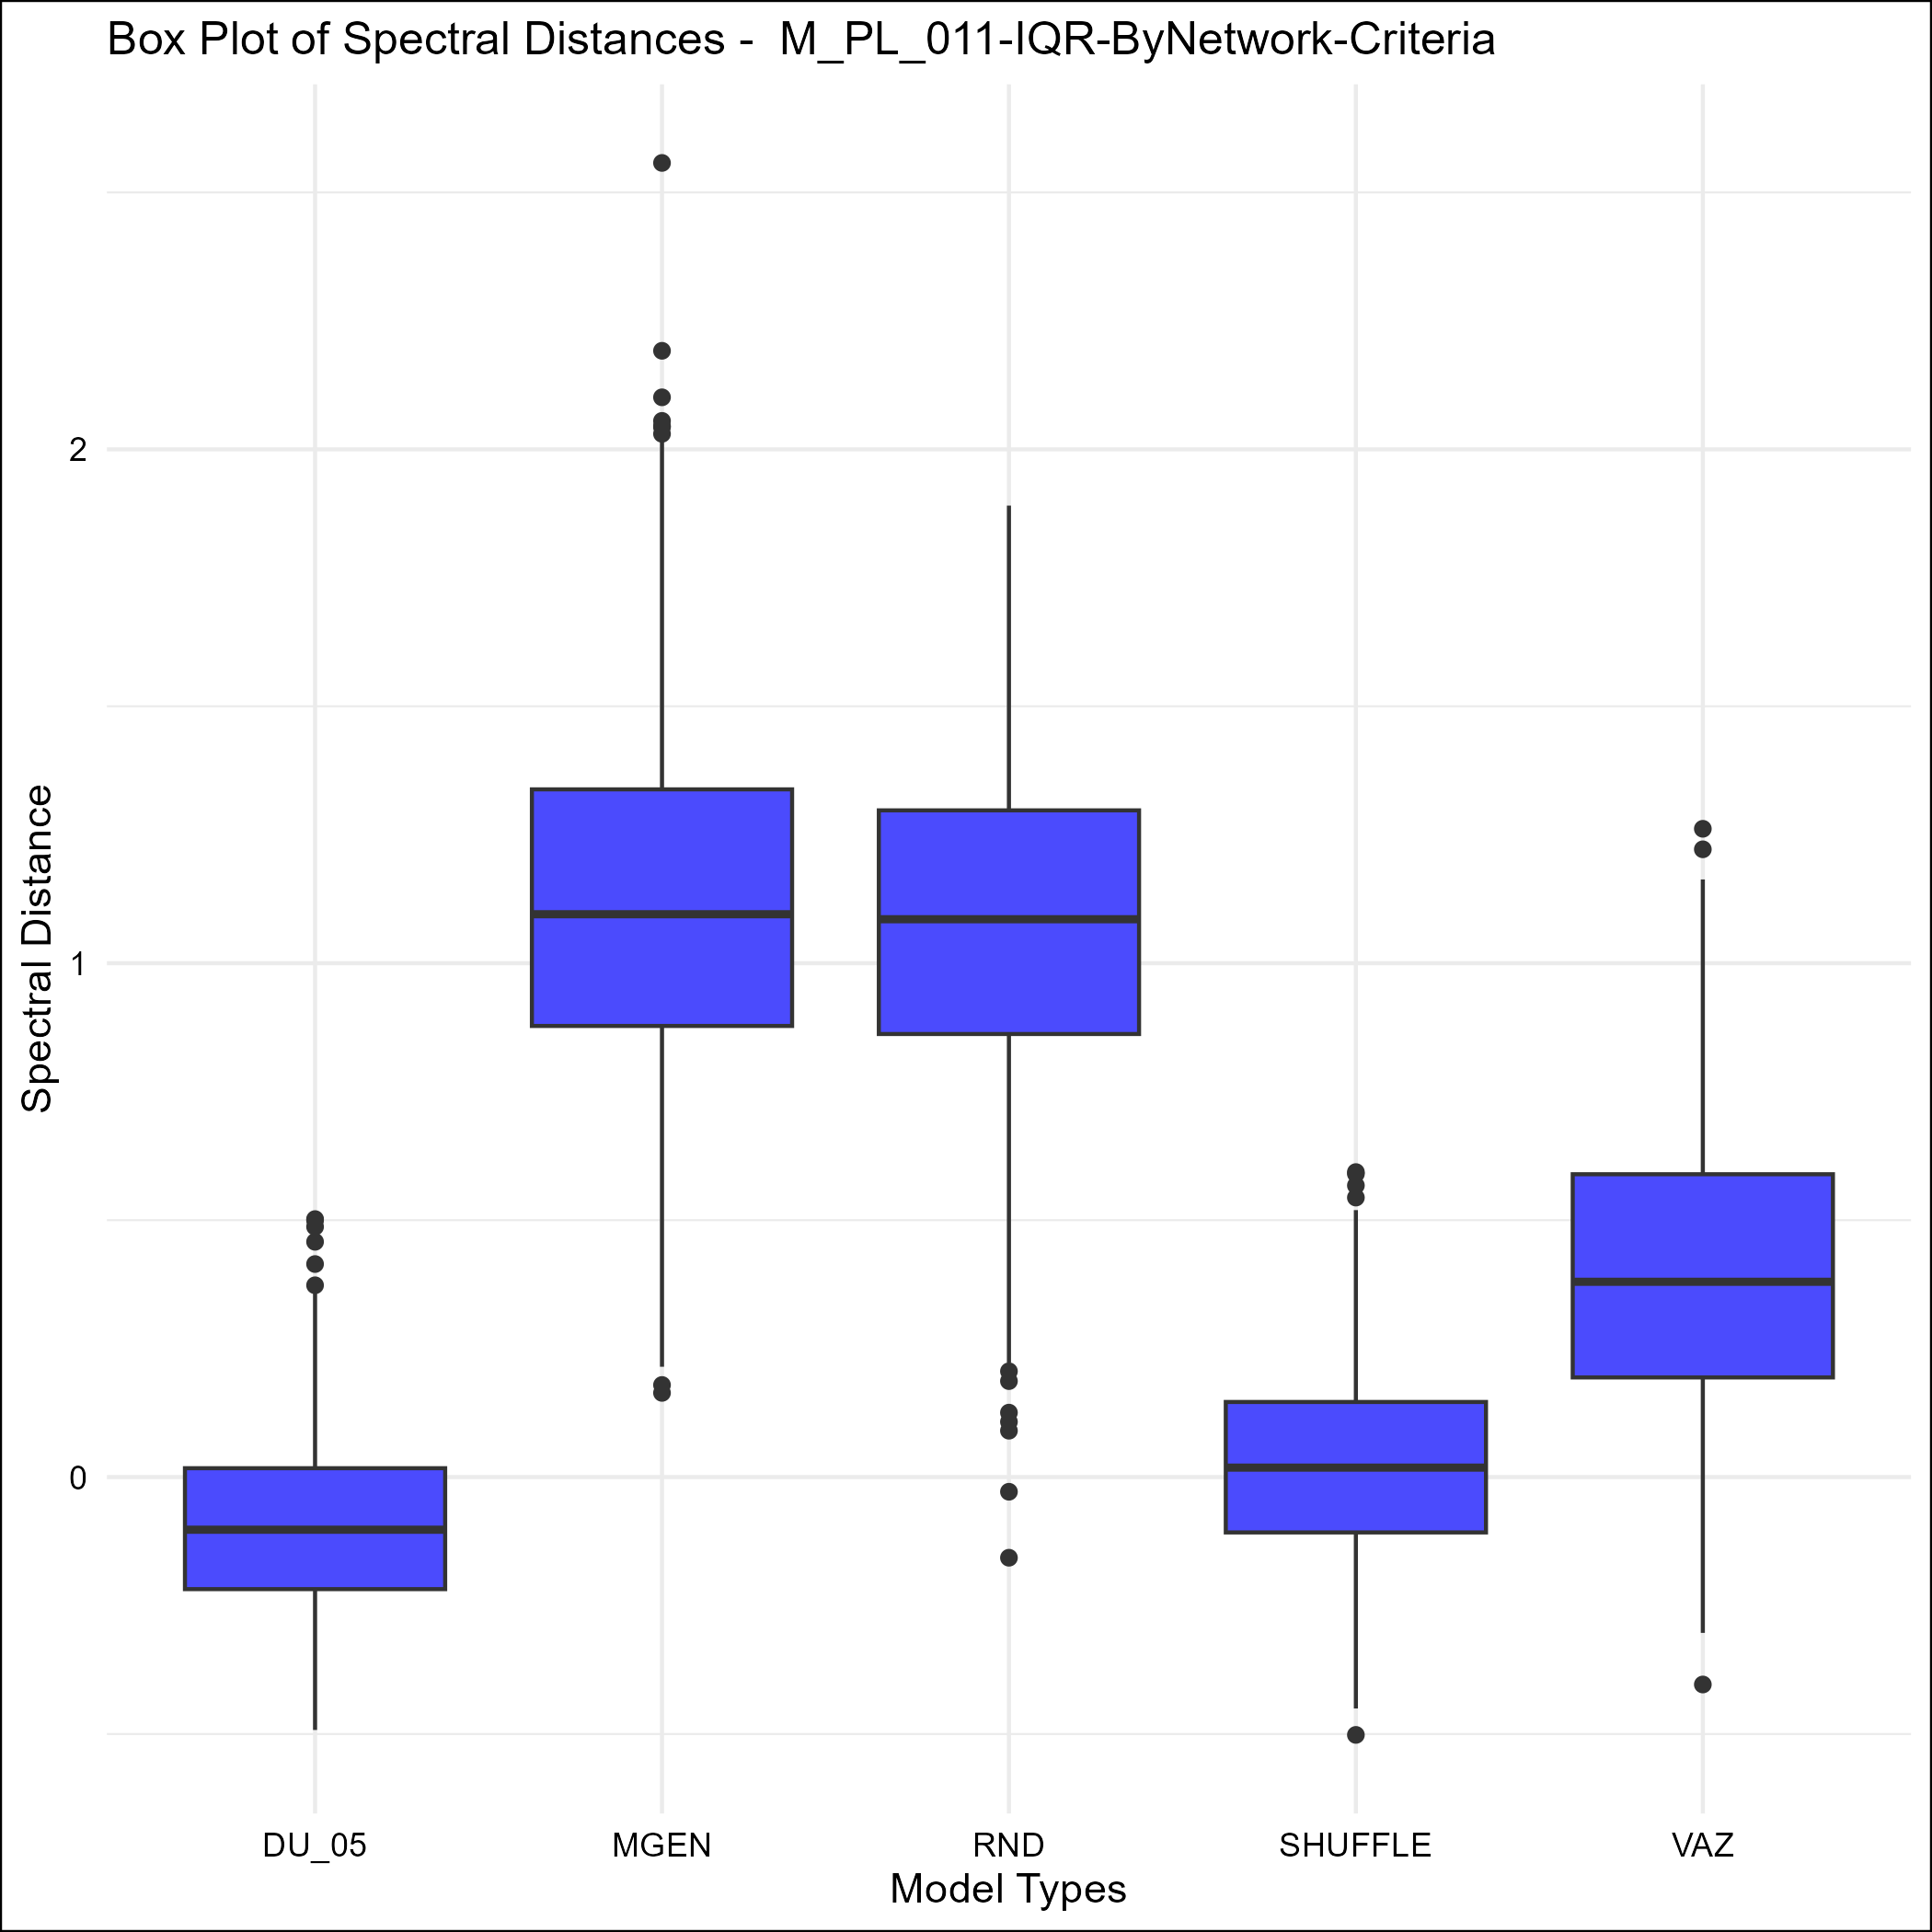 Box Plot of Spectral Distances -  M_PL_011-IQR-ByNetwork-Criteria
Spectral Distance
2
1
0
DU_05
MGEN
RND
SHUFFLE
VAZ
Model Types